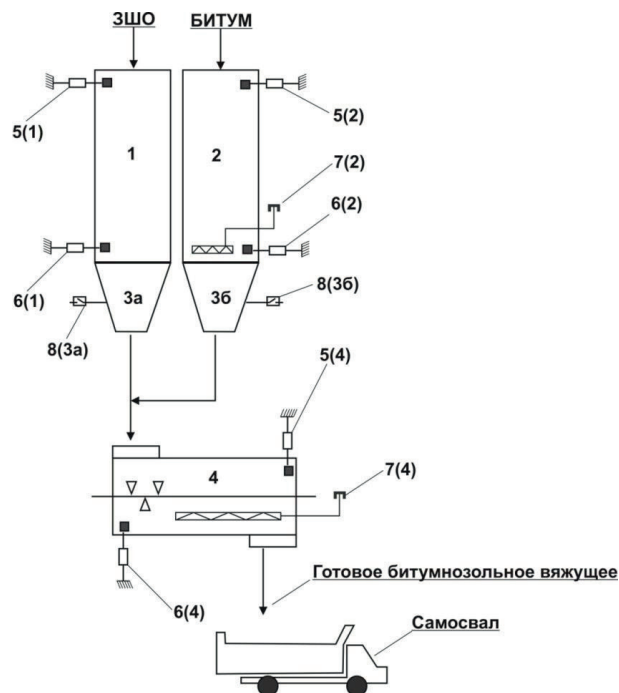 ЗШО
БИТУМ
5(1)
5(2)
1
2
7(2)
6(2)
6(1)
3а
3б
8(3б)
8(3а)
5(4)
4
7(4)
6(4)
Готовое битумнозольное вяжущее
Самосвал